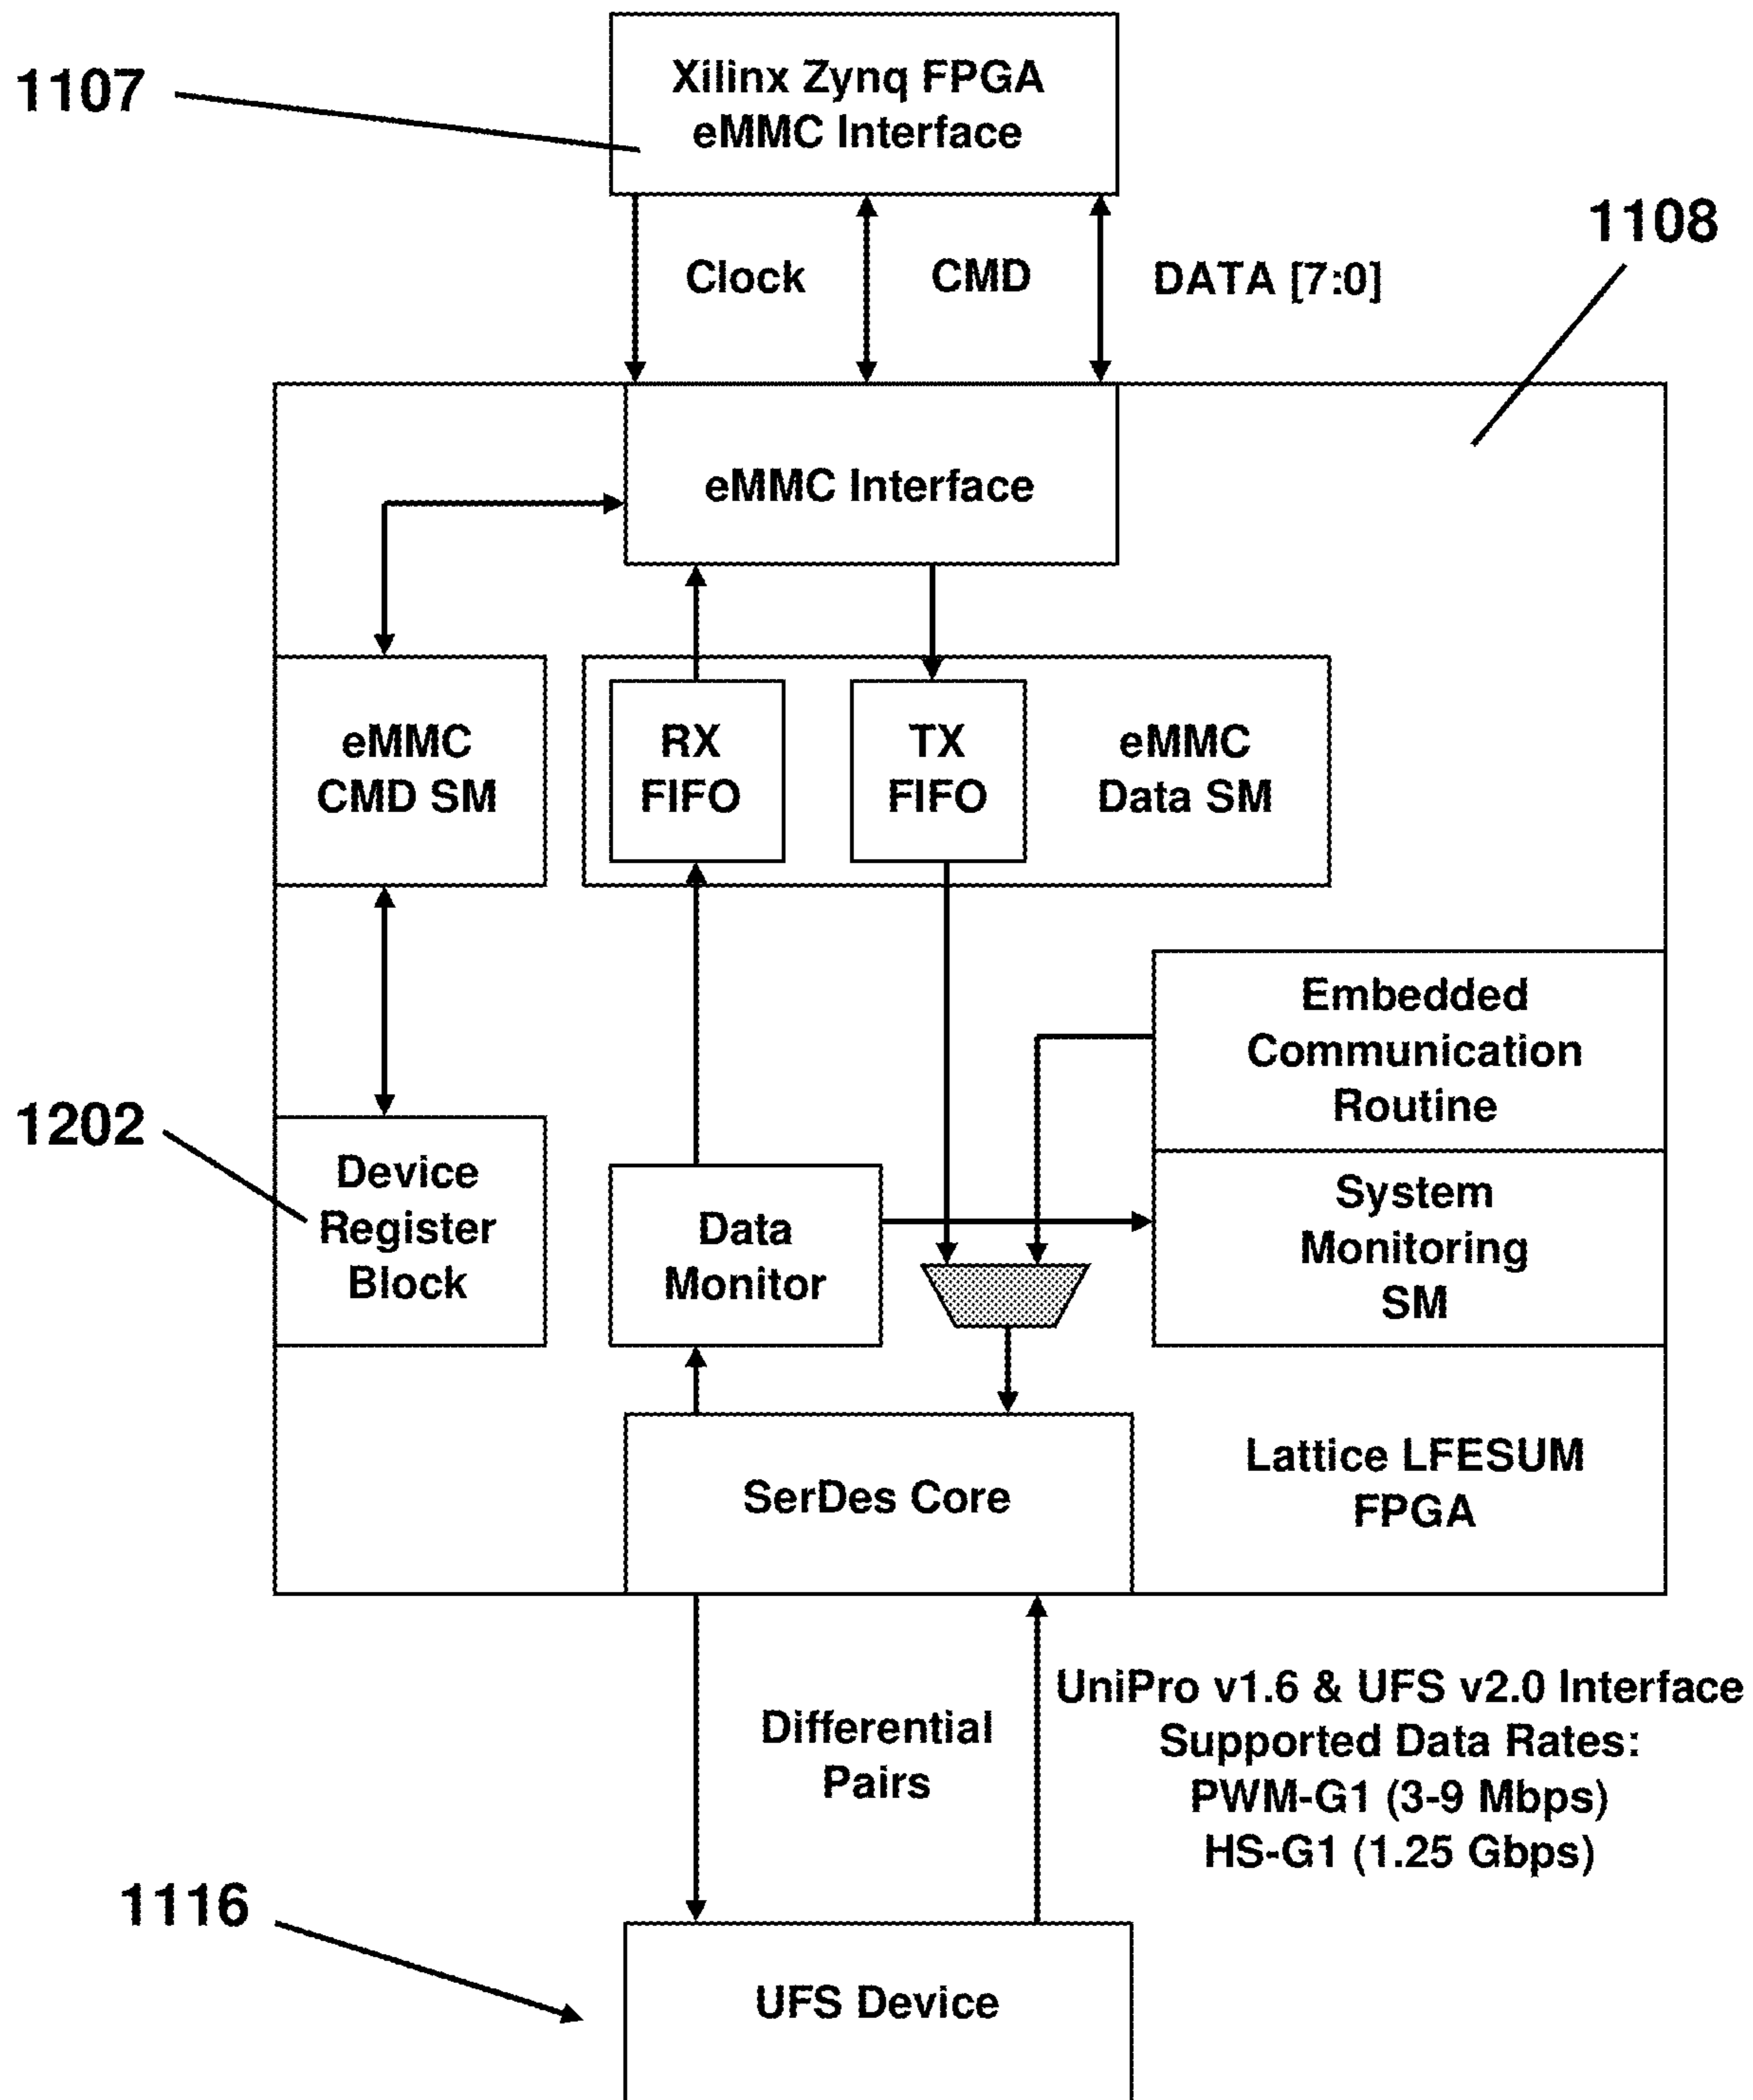 1107
Xilinx Zynq FPGA
eMMC Interface
1108
Clock
CMD
DATA [7:0]
eMMC Interface
eMMC
CMD SM
RX
FIFO
TX
FIFO
eMMC
Data SM
Embedded
Communication
Routine
1202
Device
Register
Block
Data
Monitor
System
Monitoring
SM
SerDes Core
Lattice LFESUM
FPGA
Differential
Pairs
UniPro v1.6 & UFS v2.0 Interface
Supported Data Rates:
PWM-G1 (3-9 Mbps)
HS-G1 (1.25 Gbps)
1116
UFS Device